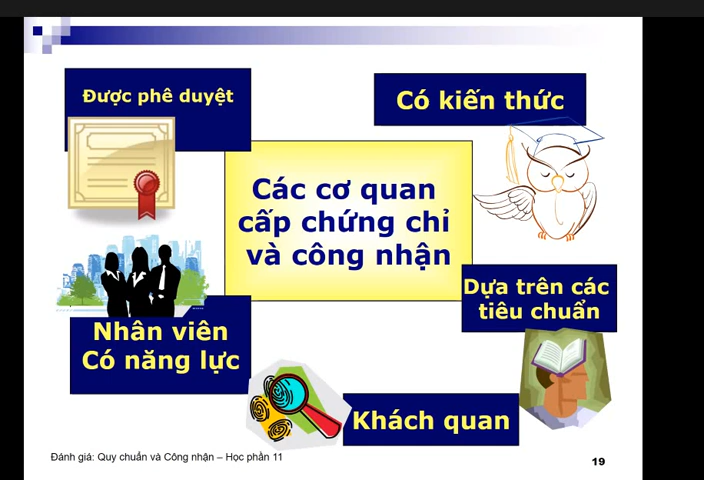 Được phê duyệt
Có kiến thức
Các cơ quan
cấp chứng chỉ
và công nhận
Dựa trên các
tiêu chuẩn
Nhân viên
Có năng lực
Khách quan
Đánh giá: Quy chuẩn và Công nhận – Học phần 11
19